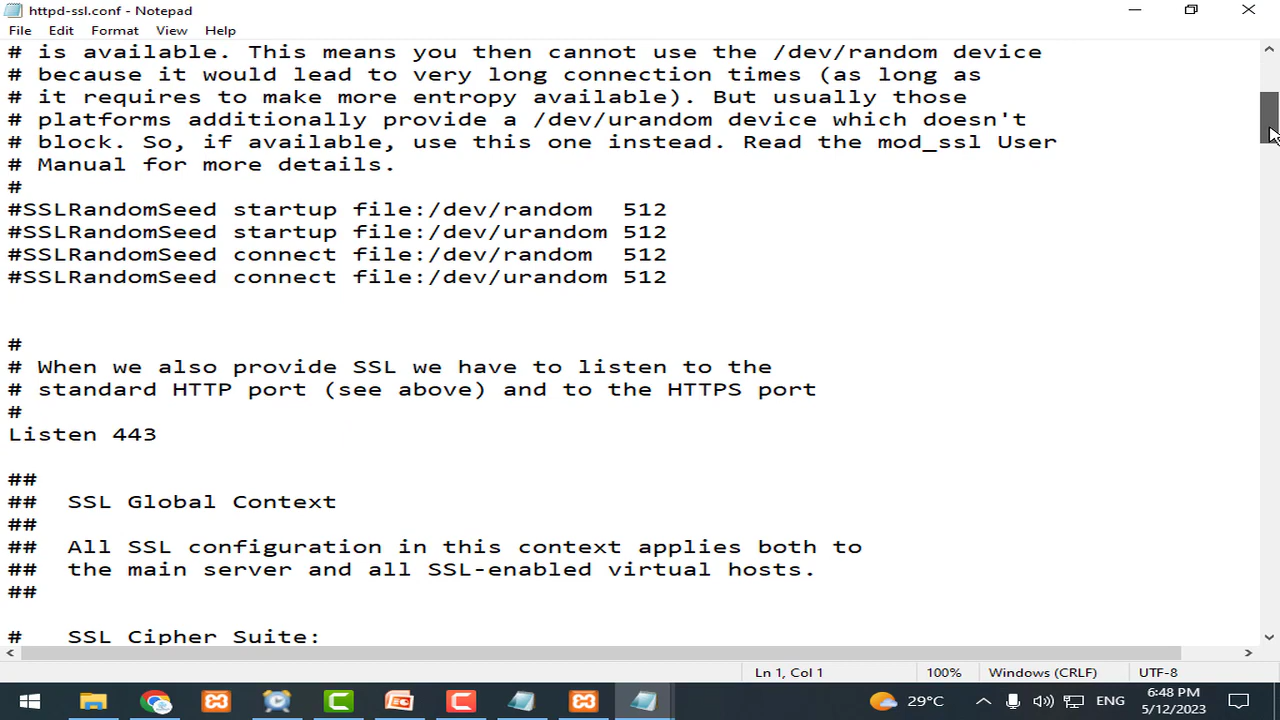 httpd-ssl.conf - Notepad
File Edit Format View Help
# is available. This means you then cannot use the /dev/random device
# because it would lead to very long connection times (as long as
# it requires to make more entropy available). But usually those
# platforms additionally provide a /dev/urandom device which doesn't
# block. So, if available, use this one instead. Read the mod_ssl User
# Manual for more details.
#
#SSLRandomSeed startup file:/dev/random  512
#SSLRandomSeed startup file:/dev/urandom 512
#SSLRandomSeed connect file:/dev/random  512
#SSLRandomSeed connect file:/dev/urandom 512
#
# When we also provide SSL we have to listen to the
# standard HTTP port (see above) and to the HTTPS port
#
Listen 443
##
##  SSL Global Context
##
##  All SSL configuration in this context applies both to
##  the main server and all SSL-enabled virtual hosts.
##
#   SSL Cipher Suite:
Ln 1, Col 1 100% Windows (CRLF) UTF-8
29°C ENG 6:48 PM
5/12/2023